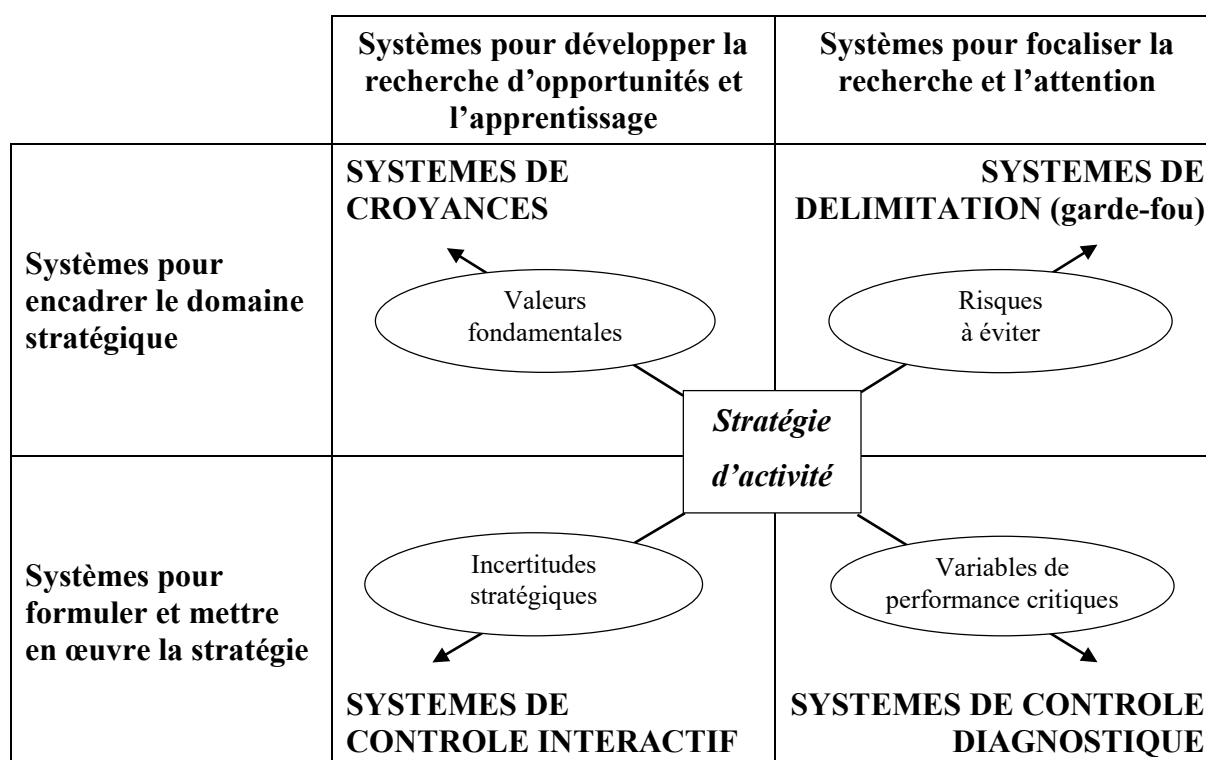 Systèmes pour développer la
recherche d’opportunités et
l’apprentissage
Systèmes pour focaliser la
recherche et l’attention
Systèmes pour
encadrer le domaine
stratégique
SYSTEMES DE
CROYANCES
Valeurs
fondamentales
SYSTEMES DE
DELIMITATION (garde-fou)
Risques
à éviter
Stratégie
d’activité
Systèmes pour
formuler et mettre
en œuvre la stratégie
Incertitudes
stratégiques
SYSTEMES DE
CONTROLE INTERACTIF
Variables de
performance critiques
SYSTEMES DE CONTROLE
DIAGNOSTIQUE